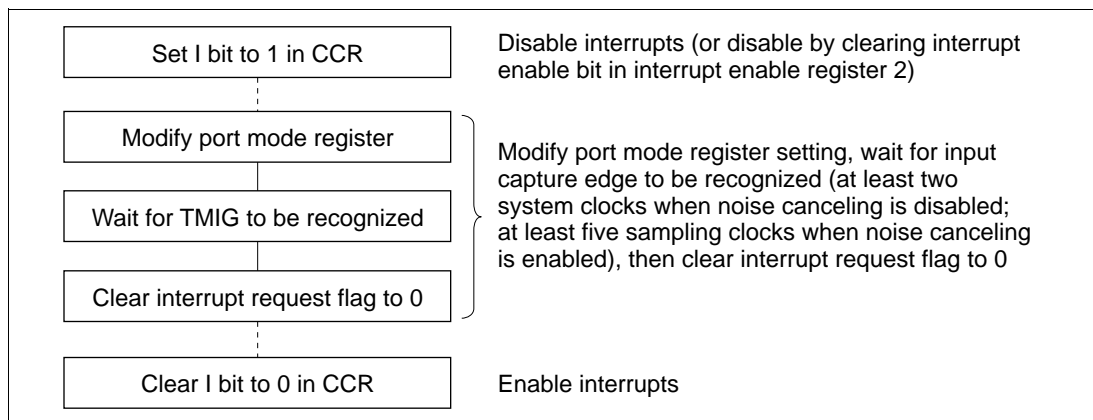 Set I bit to 1 in CCR
Disable interrupts (or disable by clearing interrupt
enable bit in interrupt enable register 2)
Modify port mode register
Wait for TMIG to be recognized
Clear interrupt request flag to 0
Modify port mode register setting, wait for input
capture edge to be recognized (at least two
system clocks when noise canceling is disabled;
at least five sampling clocks when noise canceling
is enabled), then clear interrupt request flag to 0
Clear I bit to 0 in CCR
Enable interrupts